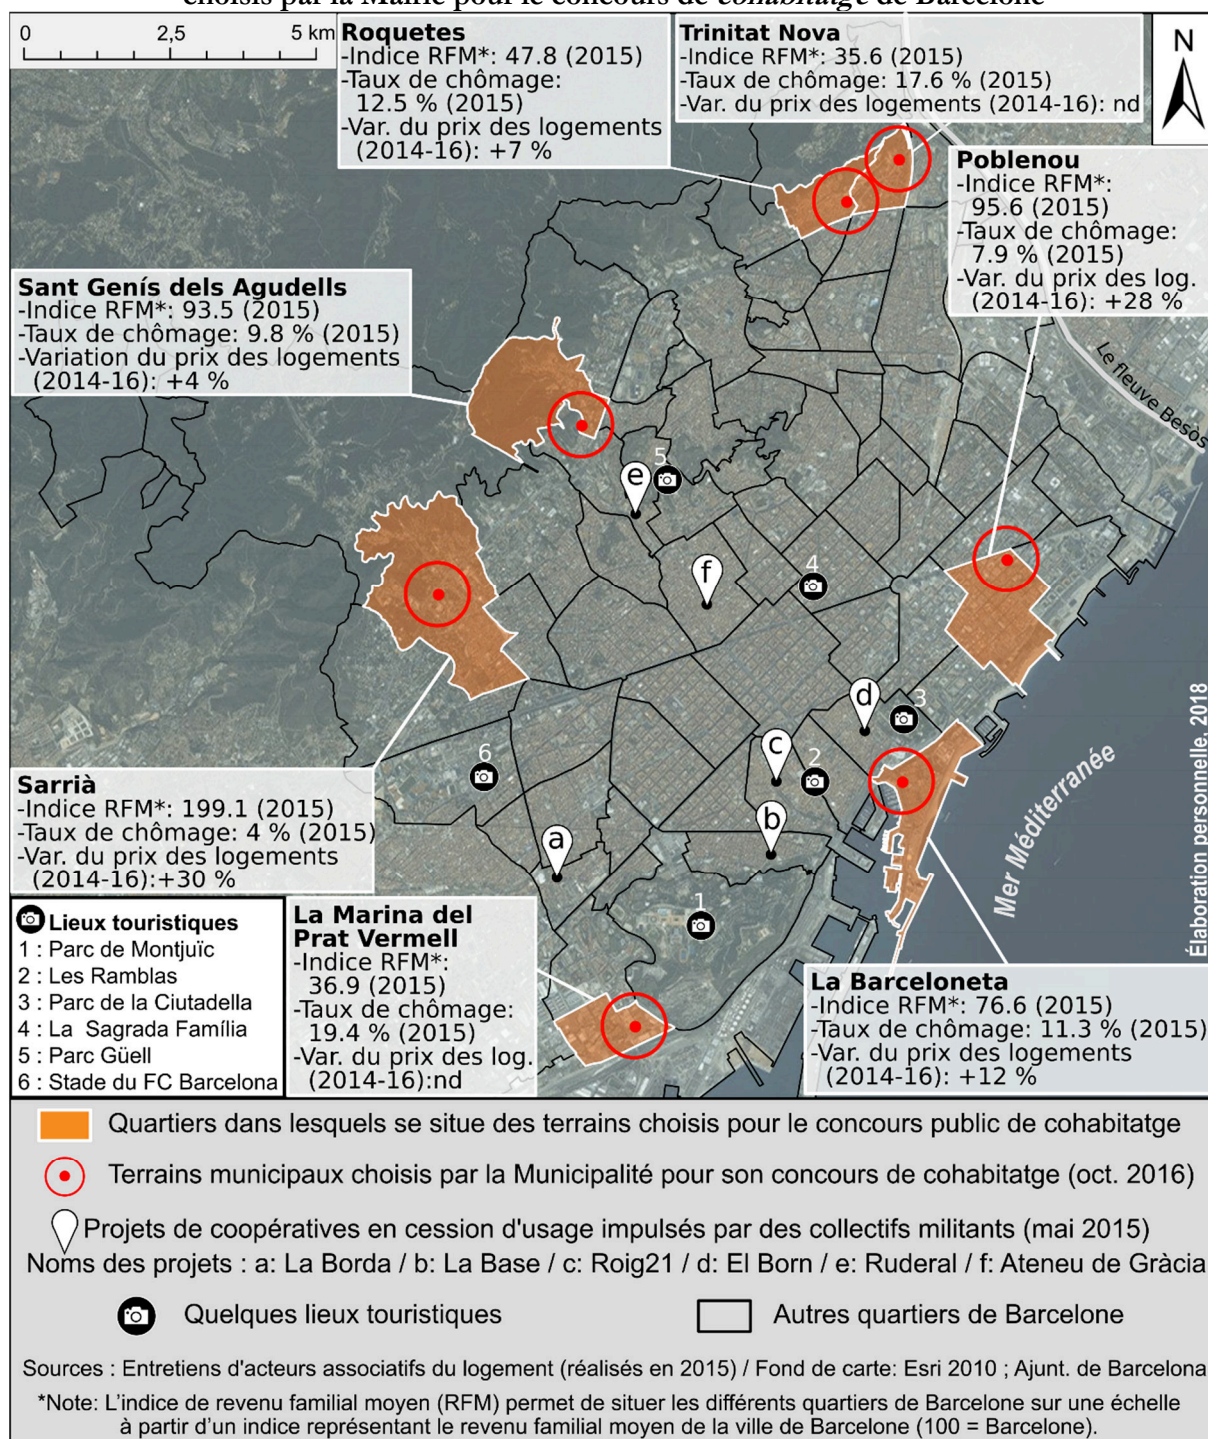 choisis par la Mairie pour le concours de cohabitatge de Barcelone
0 2,5 5 km
N
Roquetes
-Indice RFM*: 47.8 (2015)
-Taux de chômage:
12.5 % (2015)
-Var. du prix des logements
(2014-16): +7 %
Trinitat Nova
-Indice RFM*: 35.6 (2015)
-Taux de chômage: 17.6 % (2015)
-Var. du prix des logements (2014-16): nd
Poblenou
-Indice RFM*:
95.6 (2015)
-Taux de chômage:
7.9 % (2015)
-Var. du prix des log.
(2014-16): +28 %
Sant Genís dels Agudells
-Indice RFM*: 93.5 (2015)
-Taux de chômage: 9.8 % (2015)
-Variation du prix des logements
(2014-16): +4 %
Le fleuve Besòs
5
e
4
f
d
3
c
2
6
b
a
1
Mer Méditerranée
Élaboration personnelle, 2018
Sarrià
-Indice RFM*: 199.1 (2015)
-Taux de chômage: 4 % (2015)
-Var. du prix des logements
(2014-16):+30 %
Lieux touristiques
1 : Parc de Montjuïc
2 : Les Ramblas
3 : Parc de la Ciutadella
4 : La Sagrada Família
5 : Parc Güell
6 : Stade du FC Barcelona
La Marina del
Prat Vermell
-Indice RFM*:
36.9 (2015)
-Taux de chômage:
19.4 % (2015)
-Var. du prix des log.
(2014-16):nd
La Barceloneta
-Indice RFM*: 76.6 (2015)
-Taux de chômage: 11.3 % (2015)
-Var. du prix des logements
(2014-16): +12 %
Quartiers dans lesquels se situe des terrains choisis pour le concours public de cohabitatge
Terrains municipaux choisis par la Municipalité pour son concours de cohabitatge (oct. 2016)
Projets de coopératives en cession d'usage impulsés par des collectifs militants (mai 2015)
Noms des projets : a: La Borda / b: La Base / c: Roig21 / d: El Born / e: Ruderal / f: Ateneu de Gràcia
Quelques lieux touristiques
Autres quartiers de Barcelone
Sources : Entretiens d'acteurs associatifs du logement (réalisés en 2015) / Fond de carte: Esri 2010 ; Ajunt. de Barcelona
*Note: L'indice de revenu familial moyen (RFM) permet de situer les différents quartiers de Barcelone sur une échelle
à partir d'un indice représentant le revenu familial moyen de la ville de Barcelone (100 = Barcelone).